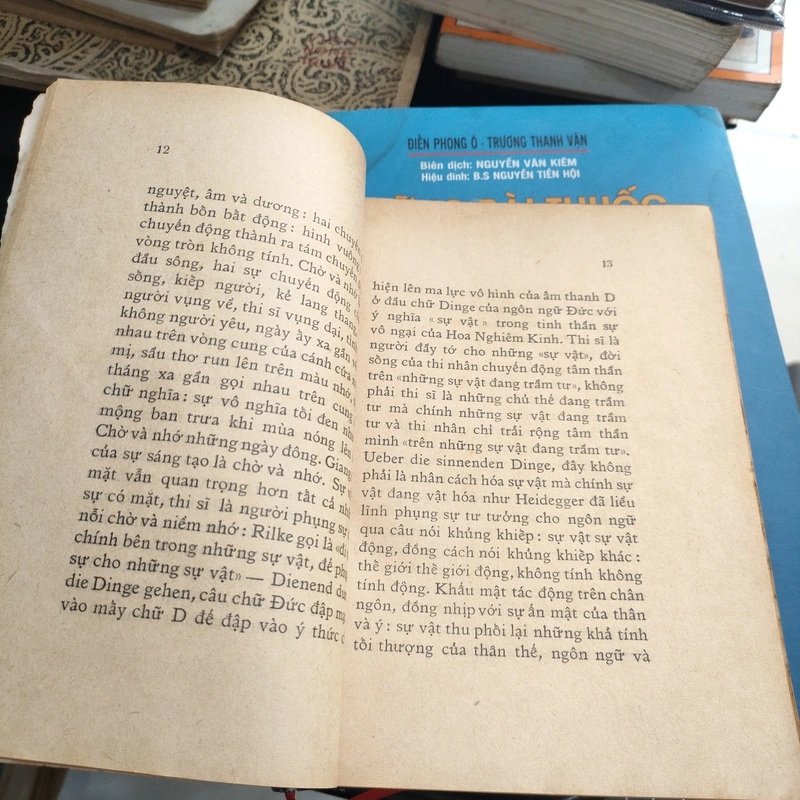 ĐIỀN PHONG Ô - TRƯƠNG THANH VÂN
Biên dịch: NGUYỄN VĂN KIÊM
Hiệu đính: B.S NGUYỄN TIẾN HỘI
12
nguyệt, âm và dương : hai chuyển
thành bồn bất động : hình vuông
chuyển động thành ra tám chuyển
vòng tròn không tính. Chờ và nhớ
đầu sông, hai sự chuyển động
sồng, kiếp người, kẻ lang thang,
người vụng về, thi sĩ vụng dại,
không người yêu, ngày ấy xa gần
nhau trên vòng cung của cánh cửa
mị, sầu thơ run lên trên màu nhớ
tháng xa gần gọi nhau trên cung
chữ nghĩa : sự vô nghĩa tối đen
mộng ban trưa khi mùa nóng lên
Chờ và nhớ những ngày đông.
của sự sáng tạo là chờ và nhớ. Sự
mặt vẫn quan trọng hơn tất cả
sự có mặt, thi sĩ là người phụng sự
nỗi chờ và niềm nhớ : Rilke gọi là
chính bên trong những sự vật, để
sự cho những sự vật» — Dienend
die Dinge gehen, câu chữ Đức đập
vào mấy chữ D để đập vào ý thức
13
hiện lên ma lực vô hình của âm thanh D
ở đầu chữ Dinge của ngôn ngữ Đức với
ý nghĩa « sự vật » trong tinh thần sự
vô ngại của Hoa Nghiêm Kinh. Thi sĩ là
người đầy tớ cho những «sự vật», đời
sống của thi nhân chuyển động tâm thần
trên «những sự vật đang trầm tư», không
phải thi sĩ là những chủ thể đang trầm
tư mà chính những sự vật đang trầm
tư và thi nhân chỉ trải rộng tâm thần
mình «trên những sự vật đang trầm tư».
Ueber die sinnenden Dinge, đây không
phải là nhân cách hóa sự vật mà chính sự
vật đang vật hóa như Heidegger đã liều
lĩnh phụng sự tư tưởng cho ngôn ngữ
qua câu nói khủng khiếp : sự vật sự vật
động, đồng cách nói khủng khiếp khác :
thế giới thế giới động, không tính không
tính động. Khẩu mật tác động trên chân
ngôn, đồng nhịp với sự ấn mật của thân
và ý : sự vật thu phồi lại những khả tính
tối thượng của thân thế, ngôn ngữ và